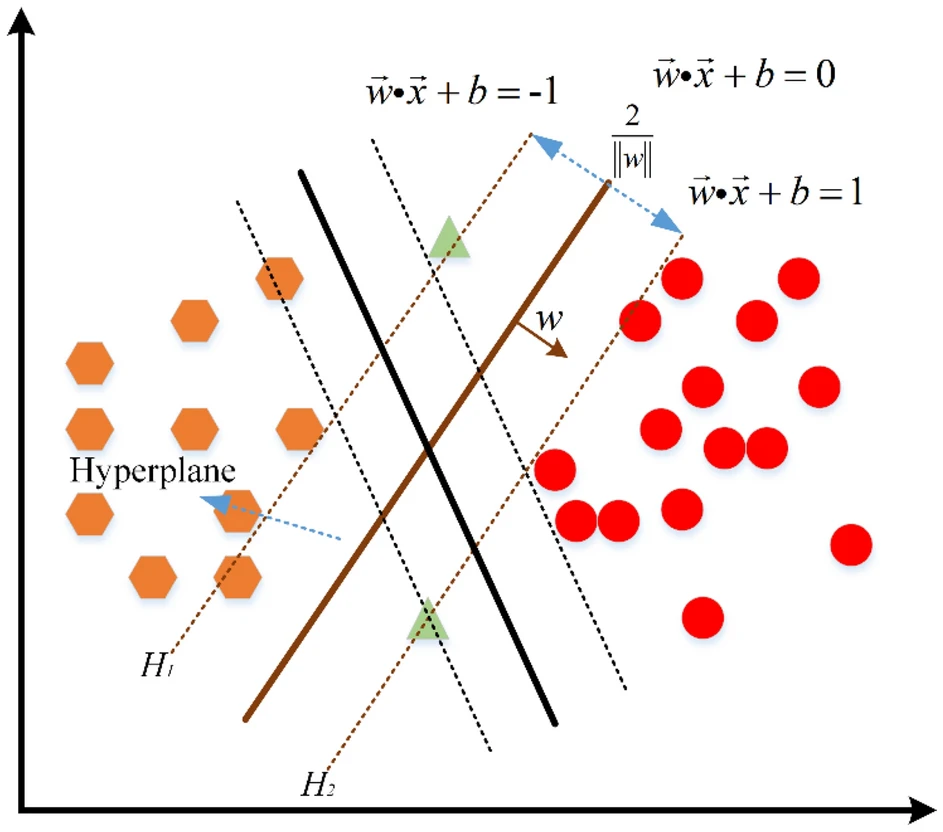 w⃗•x⃗ + b = 0
w⃗•x⃗ + b = -1
2
‖w‖
w⃗•x⃗ + b = 1
w
Hyperplane
H₁
H₂